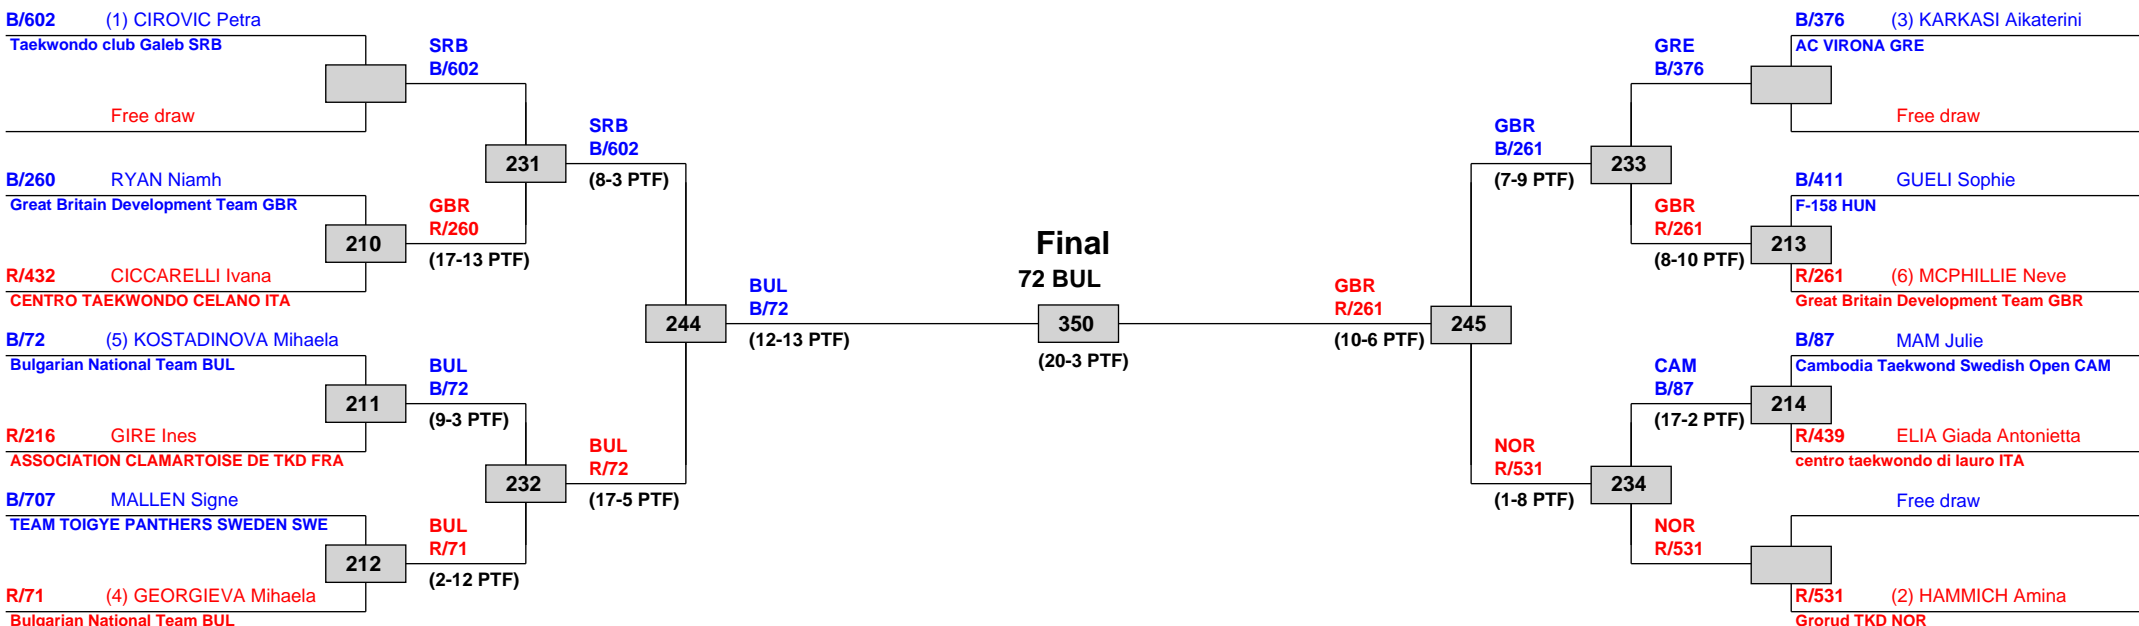 B/602 (1) CIROVIC Petra
Taekwondo club Galeb SRB
Free draw
B/260 RYAN Niamh
Great Britain Development Team GBR
R/432 CICCARELLI Ivana
CENTRO TAEKWONDO CELANO ITA
B/72 (5) KOSTADINOVA Mihaela
Bulgarian National Team BUL
R/216 GIRE Ines
ASSOCIATION CLAMARTOISE DE TKD FRA
B/707 MALLEN Signe
TEAM TOIGYE PANTHERS SWEDEN SWE
R/71 (4) GEORGIEVA Mihaela
Bulgarian National Team BUL
210
211
212
SRB
B/602
GBR
R/260
(17-13 PTF)
BUL
B/72
(9-3 PTF)
BUL
R/71
(2-12 PTF)
231
232
SRB
B/602
(8-3 PTF)
BUL
R/72
(17-5 PTF)
244
BUL
B/72
(12-13 PTF)
Final
72 BUL
350
(20-3 PTF)
GBR
R/261
(10-6 PTF)
245
GBR
B/261
(7-9 PTF)
NOR
R/531
(1-8 PTF)
233
234
GRE
B/376
GBR
R/261
(8-10 PTF)
CAM
B/87
(17-2 PTF)
NOR
R/531
213
214
B/376 (3) KARKASI Aikaterini
AC VIRONA GRE
Free draw
B/411 GUELI Sophie
F-158 HUN
R/261 (6) MCPHILLIE Neve
Great Britain Development Team GBR
B/87 MAM Julie
Cambodia Taekwond Swedish Open CAM
R/439 ELIA Giada Antonietta
centro taekwondo di lauro ITA
Free draw
R/531 (2) HAMMICH Amina
Grorud TKD NOR